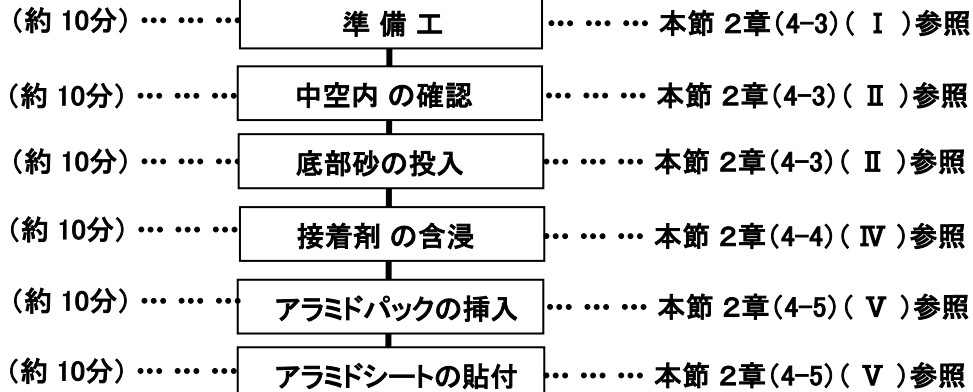 (約 10分) … … … 準 備 工 … … … 本節 2章(4-3)( Ⅰ )参照
(約 10分) … … … 中空内 の確認 … … … 本節 2章(4-3)( Ⅱ )参照
(約 10分) … … … 底部砂の投入 … … … 本節 2章(4-3)( Ⅱ )参照
(約 10分) … … … 接着剤 の含浸 … … … 本節 2章(4-4)( Ⅳ )参照
(約 10分) … … … アラミドパックの挿入 … … … 本節 2章(4-5)( Ⅴ )参照
(約 10分) … … … アラミドシートの貼付 … … … 本節 2章(4-5)( Ⅴ )参照